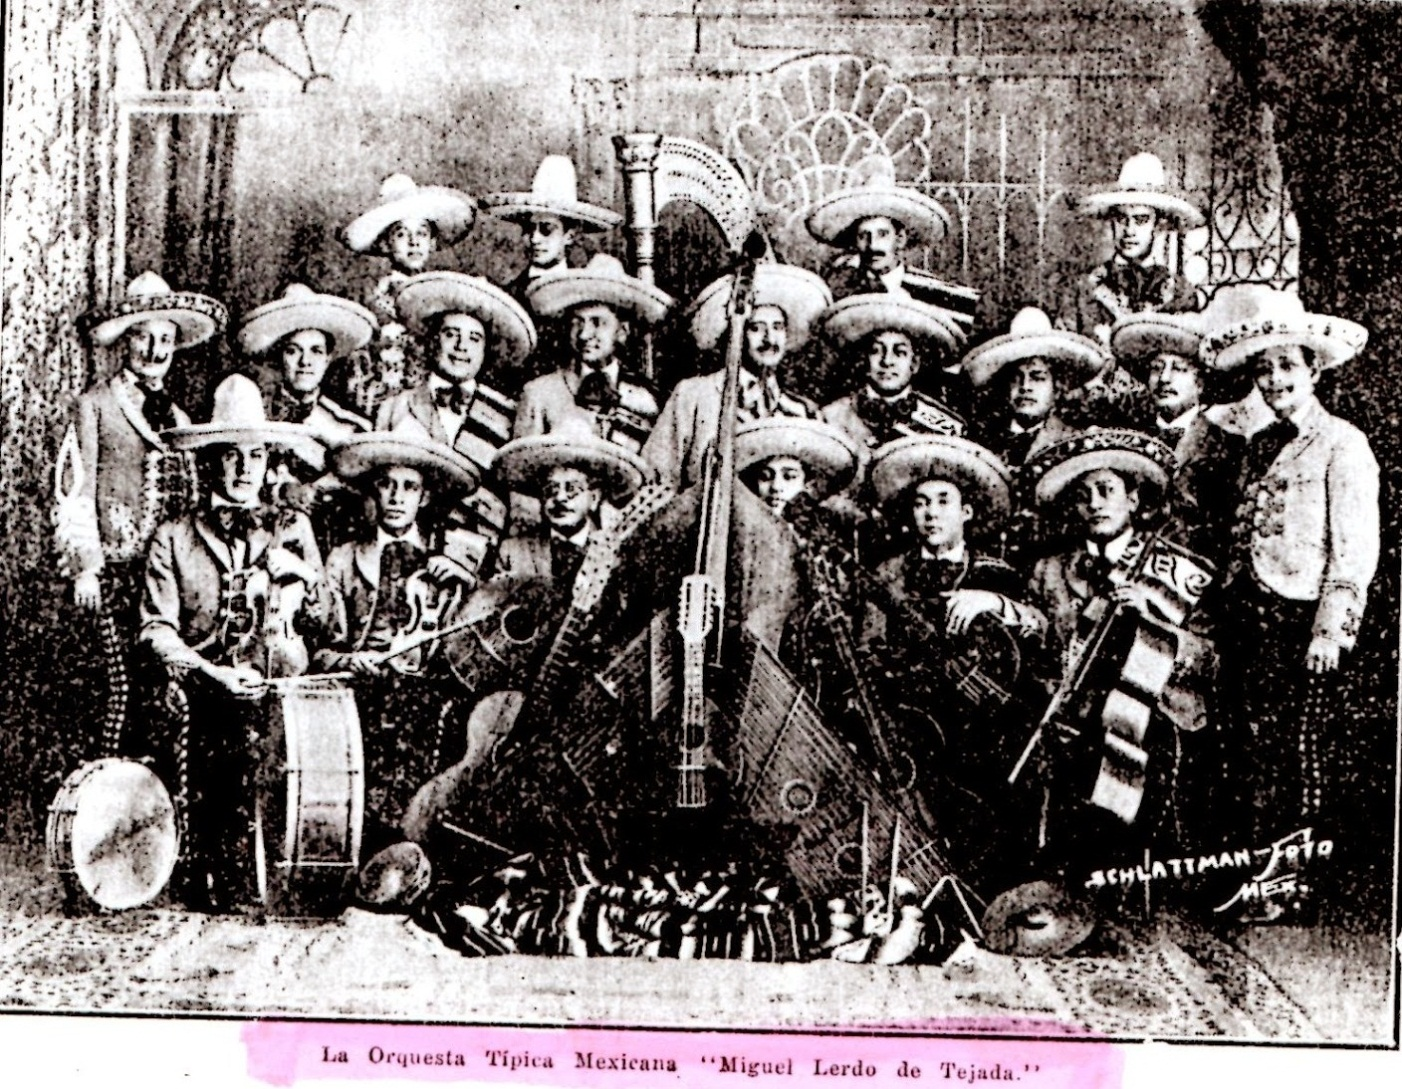 SCHLATTMAN-FOTO
MEX.
La Orquesta Típica Mexicana "Miguel Lerdo de Tejada."